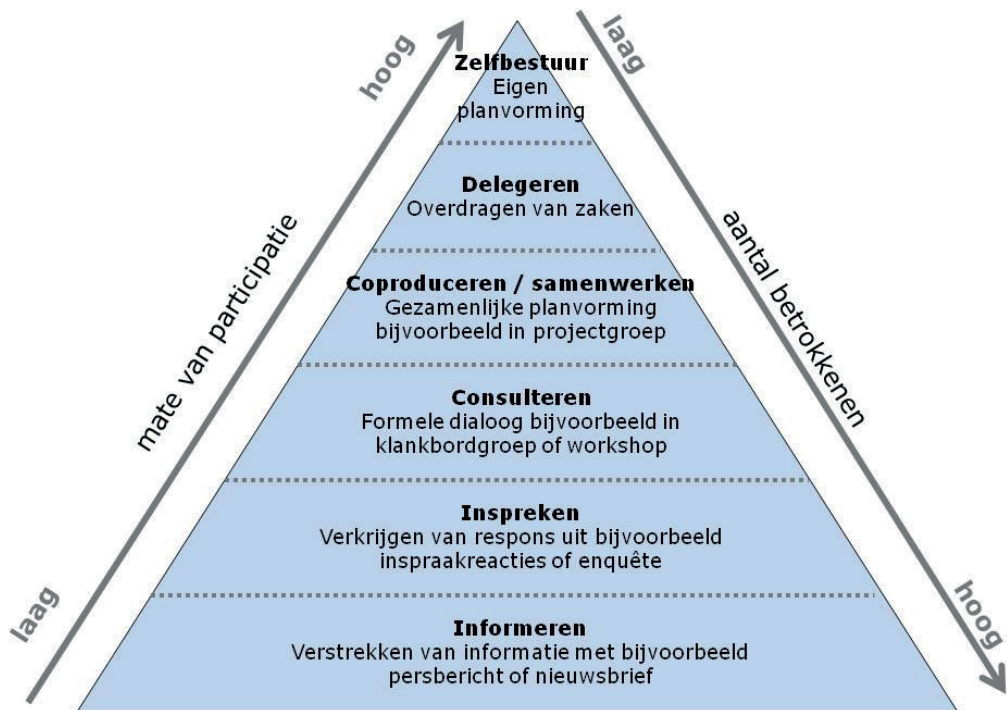 hoog
laag
Zelfbestuur
Eigen
planvorming
Delegeren
Overdragen van zaken
mate van participatie
aantal betrokkenen
Coproduceren / samenwerken
Gezamenlijke planvorming
bijvoorbeeld in projectgroep
Consulteren
Formele dialoog bijvoorbeeld in
klankbordgroep of workshop
Inspreken
Verkrijgen van respons uit bijvoorbeeld
inspraakreacties of enquête
laag
hoog
Informeren
Verstrekken van informatie met bijvoorbeeld
persbericht of nieuwsbrief